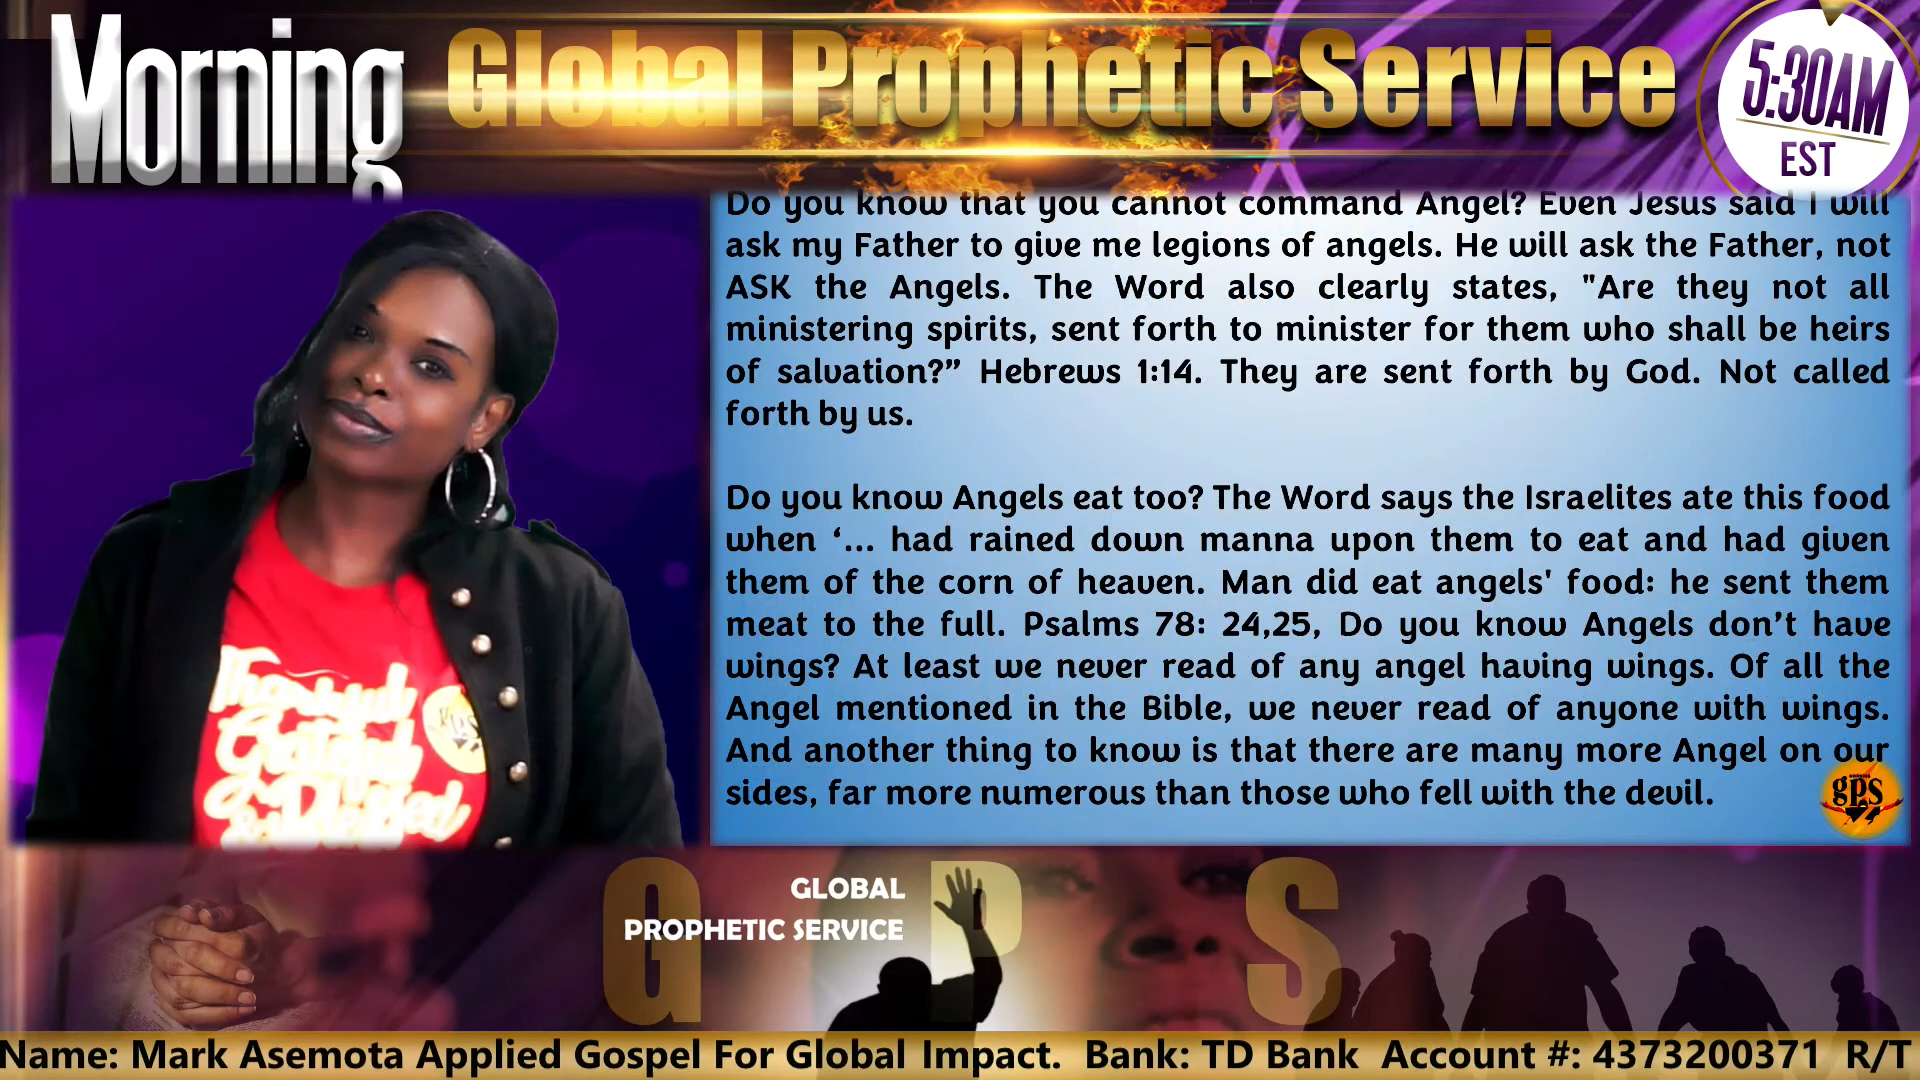 Morning Global Prophetic Service
5:30AM
EST
Do you know that you cannot command Angel? Even Jesus said I will
ask my Father to give me legions of angels. He will ask the Father, not
ASK the Angels. The Word also clearly states, "Are they not all
ministering spirits, sent forth to minister for them who shall be heirs
of salvation?” Hebrews 1:14. They are sent forth by God. Not called
forth by us.
Do you know Angels eat too? The Word says the Israelites ate this food
when ‘... had rained down manna upon them to eat and had given
them of the corn of heaven. Man did eat angels' food: he sent them
meat to the full. Psalms 78: 24,25, Do you know Angels don’t have
wings? At least we never read of any angel having wings. Of all the
Angel mentioned in the Bible, we never read of anyone with wings.
And another thing to know is that there are many more Angel on our
sides, far more numerous than those who fell with the devil.
gps
Thankful
Grateful
& Blessed
GPS
G P S
GLOBAL
PROPHETIC SERVICE
Name: Mark Asemota Applied Gospel For Global Impact. Bank: TD Bank Account #: 4373200371 R/T